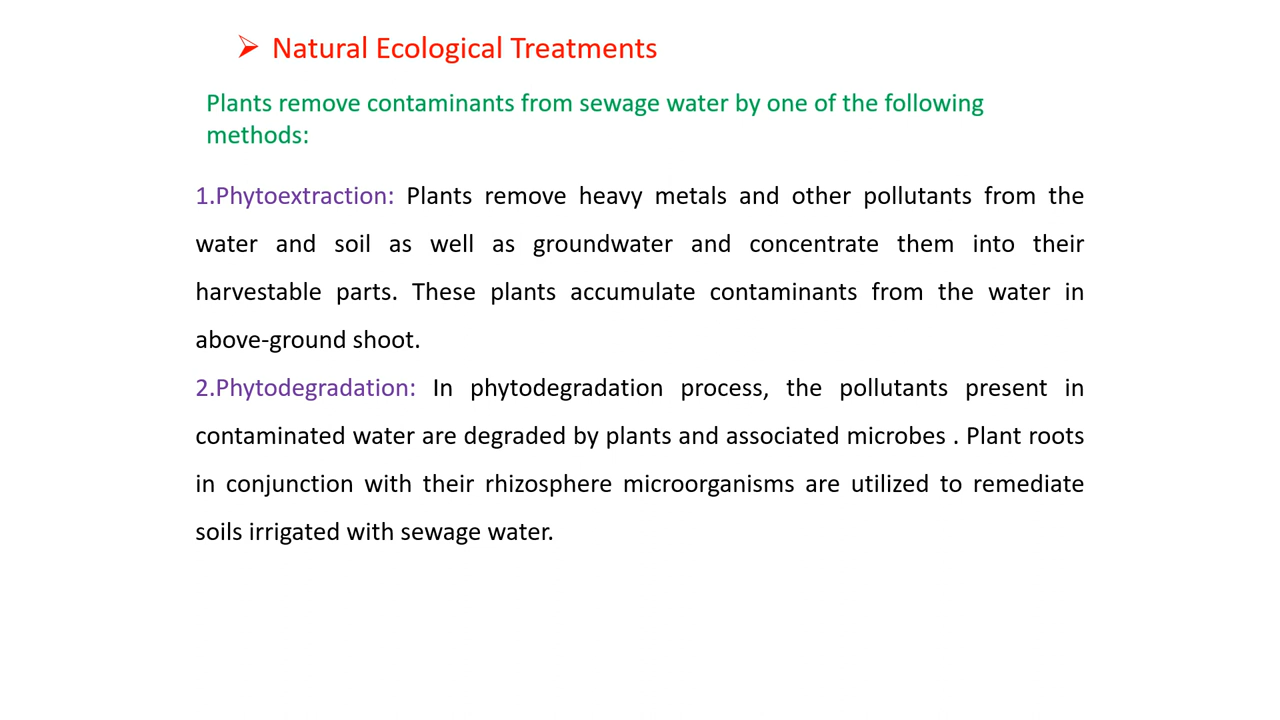 ➢ Natural Ecological Treatments
Plants remove contaminants from sewage water by one of the following
methods:
1.Phytoextraction: Plants remove heavy metals and other pollutants from the
water and soil as well as groundwater and concentrate them into their
harvestable parts. These plants accumulate contaminants from the water in
above-ground shoot.
2.Phytodegradation: In phytodegradation process, the pollutants present in
contaminated water are degraded by plants and associated microbes . Plant roots
in conjunction with their rhizosphere microorganisms are utilized to remediate
soils irrigated with sewage water.